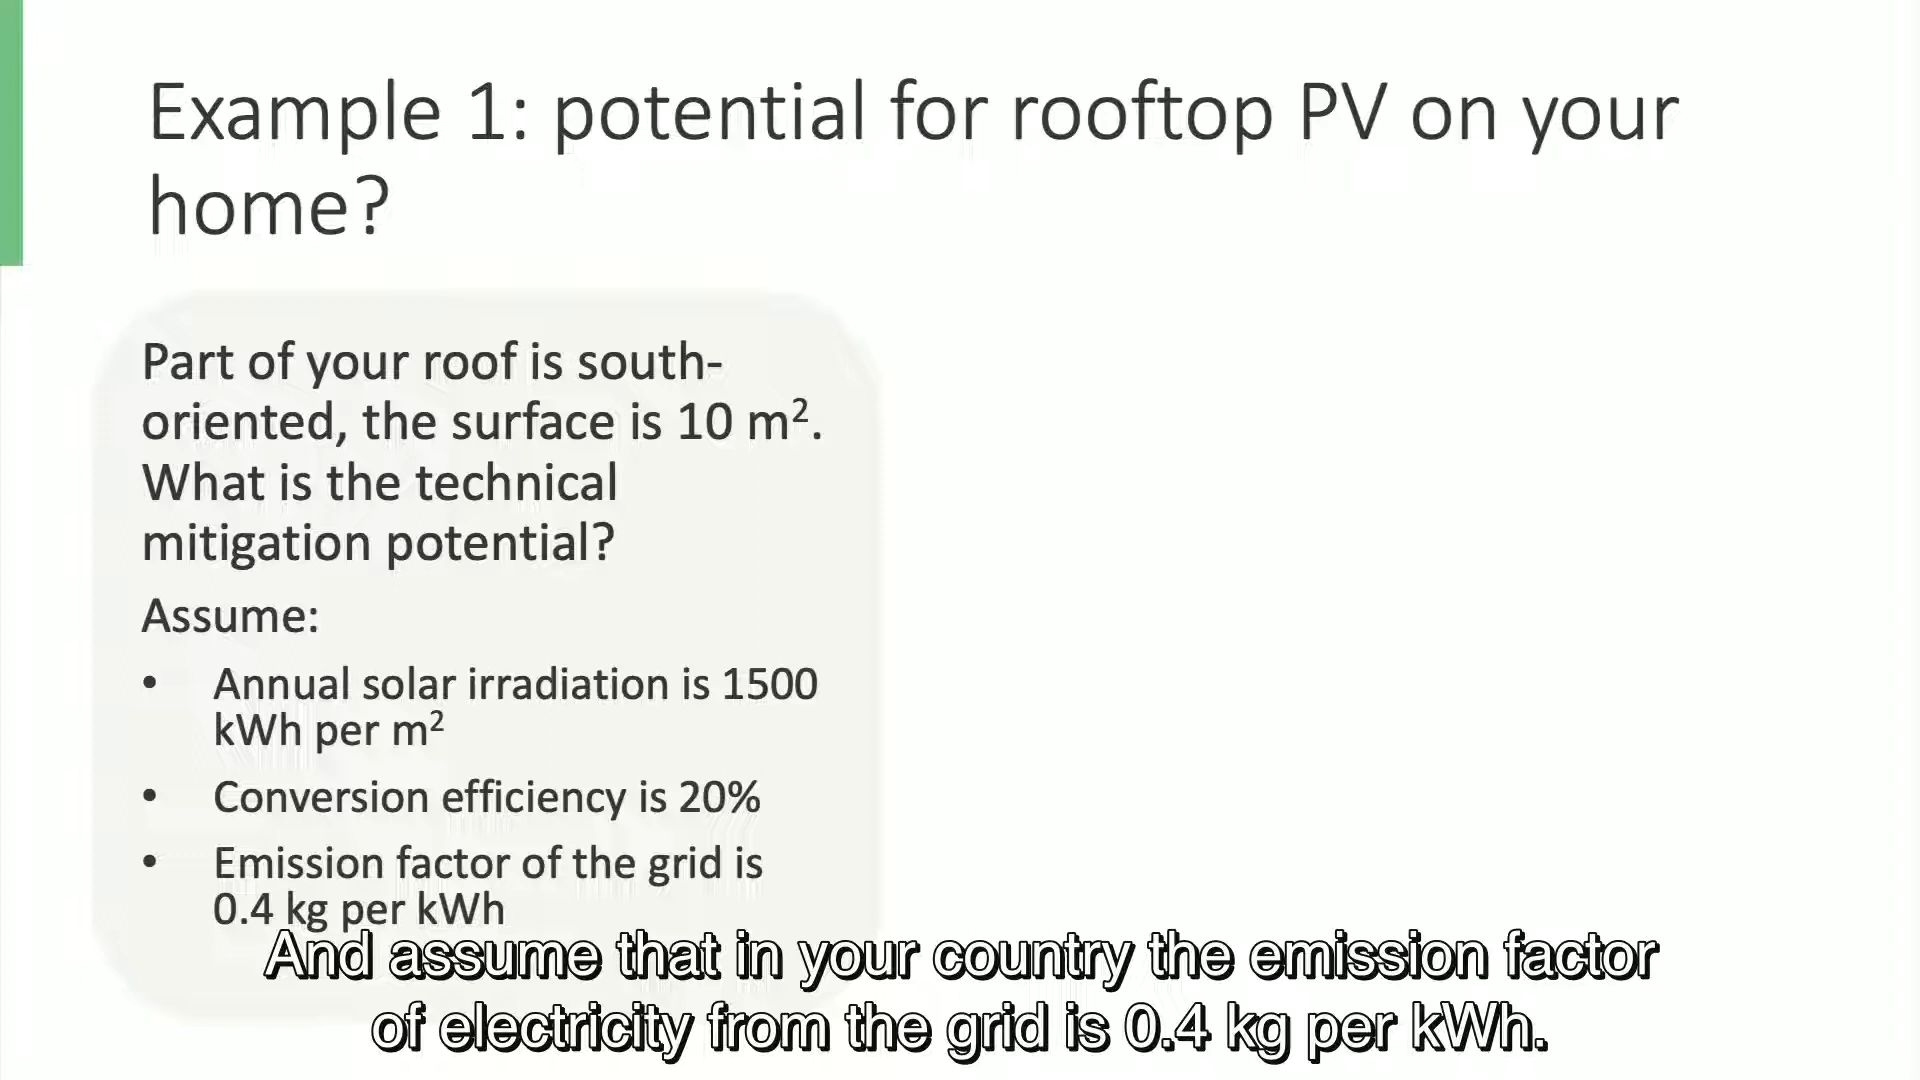 Example 1: potential for rooftop PV on your
home?
Part of your roof is south-
oriented, the surface is 10 m².
What is the technical
mitigation potential?
Assume:
• Annual solar irradiation is 1500
kWh per m²
• Conversion efficiency is 20%
• Emission factor of the grid is
0.4 kg per kWh
And assume that in your country the emission factor
of electricity from the grid is 0.4 kg per kWh.